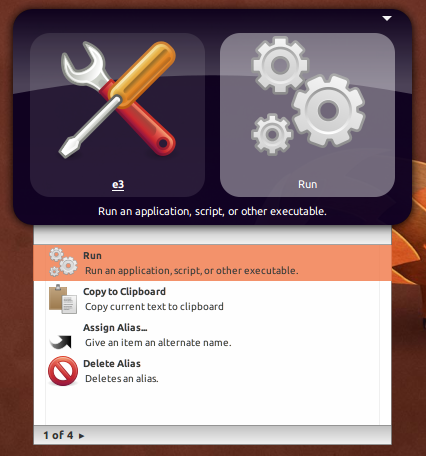 e3
Run
Run an application, script, or other executable.
Run
Run an application, script, or other executable.
Copy to Clipboard
Copy current text to clipboard
Assign Alias...
Give an item an alternate name.
Delete Alias
Deletes an alias.
1 of 4 ▸